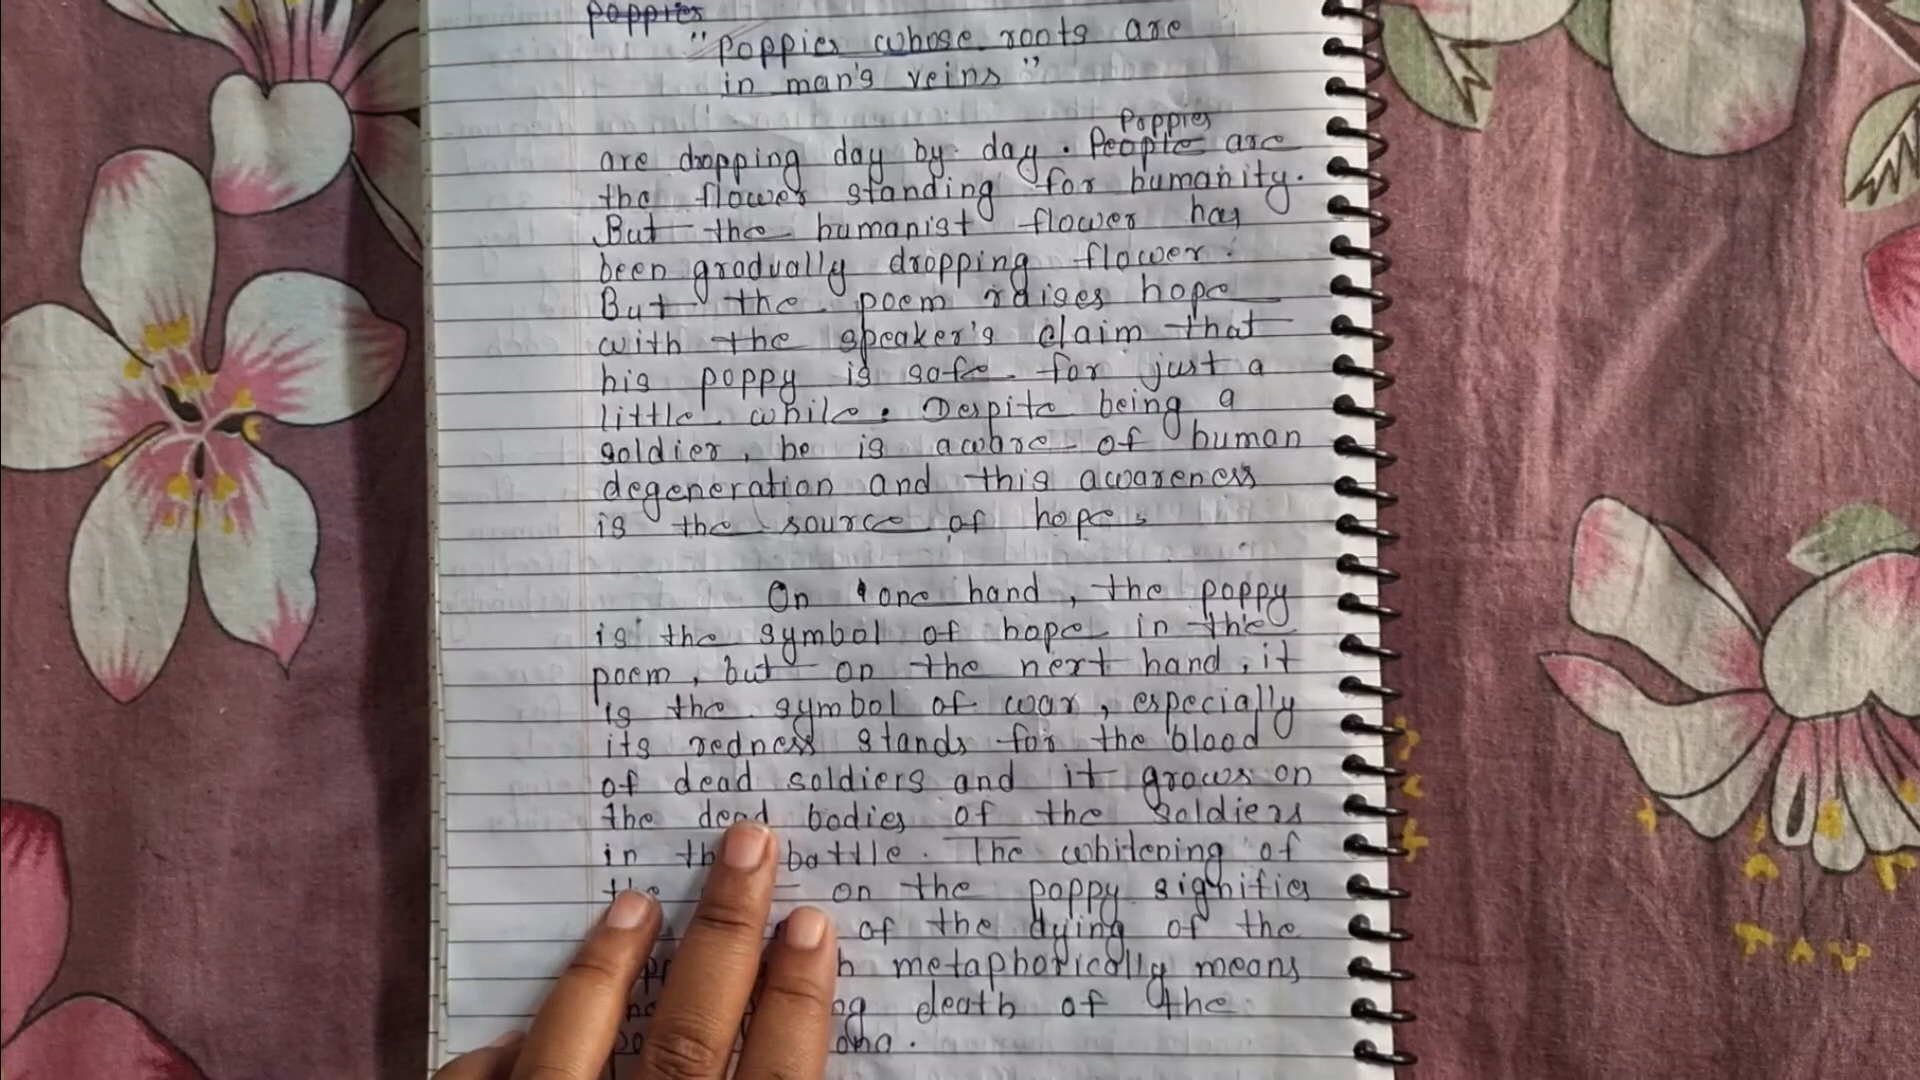 poppies
"Poppies whose roots are
in man's veins"
Poppies
are dropping day by day. People are
the flower standing for humanity.
But the humanist flower has
been gradually dropping flower.
But the poem raises hope
with the speaker's claim that
his poppy is safe for just a
little while. Despite being a
soldier, he is aware of human
degeneration and this awareness
is the source of hope.
On one hand, the poppy
is the symbol of hope in the
poem, but on the next hand, it
is the symbol of war, especially
its redness stands for the blood
of dead soldiers and it grows on
the dead bodies of the soldiers
in the battle. The whitening of
the on the poppy signifies
of the dying of the
metaphorically means
death of the